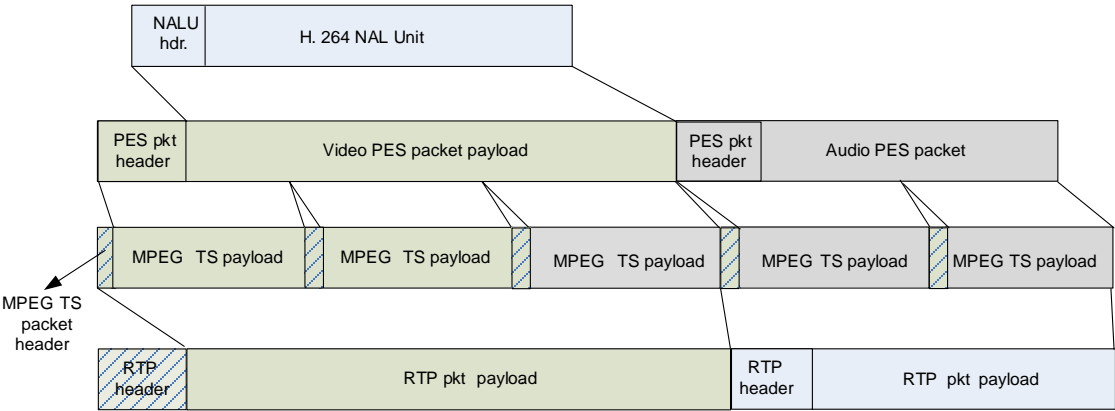 NALU
hdr.
H. 264 NAL Unit
PES pkt
header
Video PES packet payload
PES pkt
header
Audio PES packet
MPEG TS payload
MPEG TS payload
MPEG TS payload
MPEG TS payload
MPEG TS payload
MPEG TS
packet
header
RTP
header
RTP pkt payload
RTP
header
RTP pkt payload